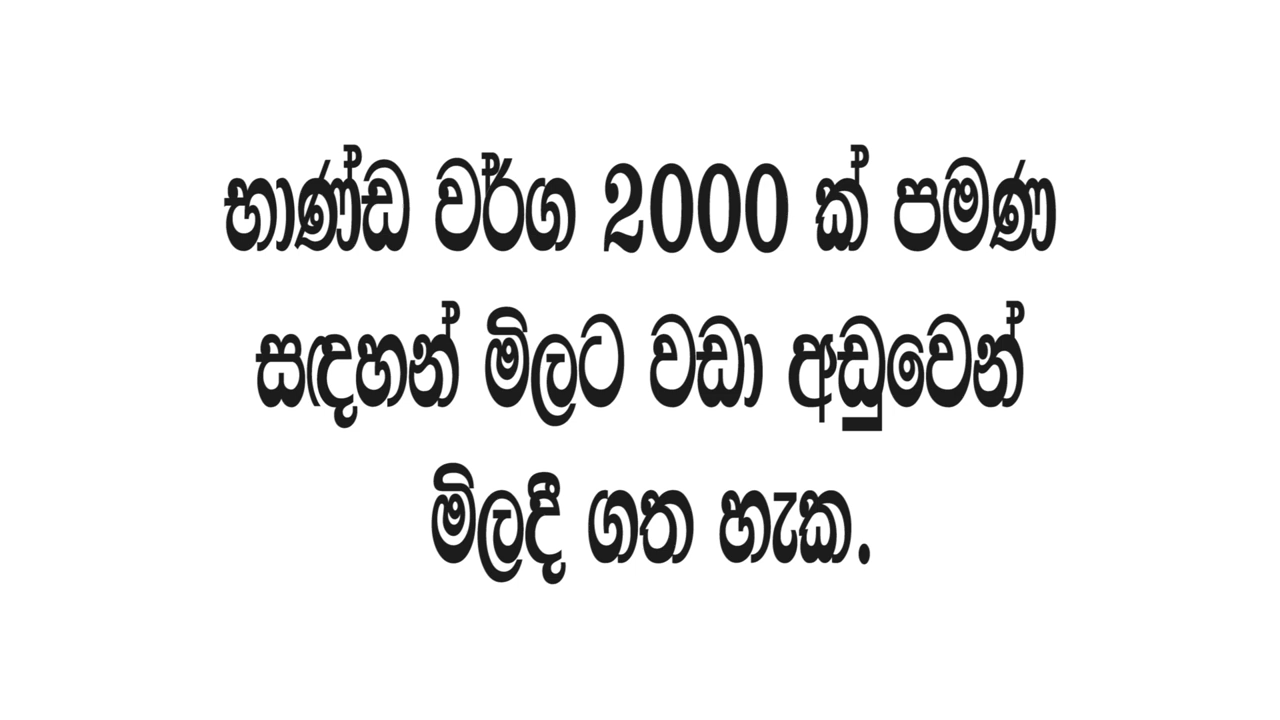 භාණ්ඩ වර්ග 2000 ක් පමණ
සඳහන් මිලට වඩා අඩුවෙන්
මිලදී ගත හැක.